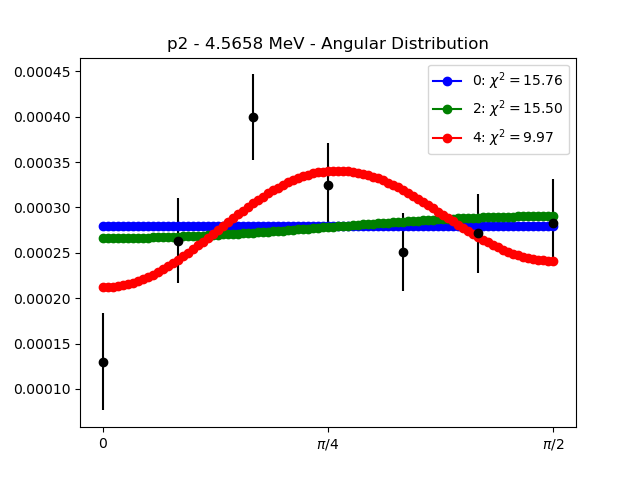 p2 - 4.5658 MeV - Angular Distribution
0.00045
0.00040
0.00035
0.00030
0.00025
0.00020
0.00015
0.00010
0: χ² = 15.76
2: χ² = 15.50
4: χ² = 9.97
0
π/4
π/2